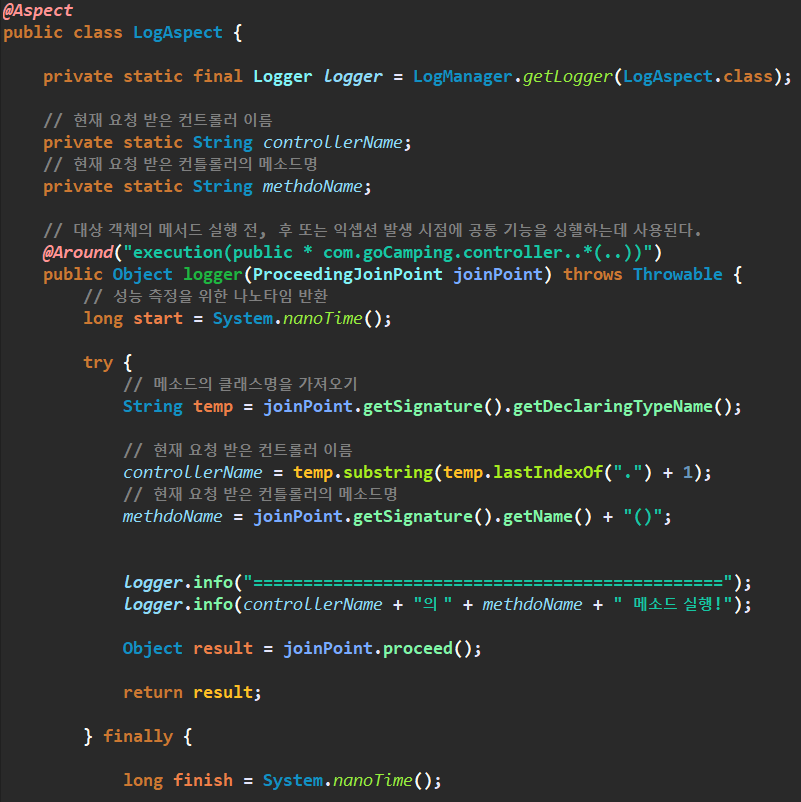 @Aspect
public class LogAspect {
private static final Logger logger = LogManager.getLogger(LogAspect.class);
// 현재 요청 받은 컨트롤러 이름
private static String controllerName;
// 현재 요청 받은 컨틀롤러의 메소드명
private static String methdoName;
// 대상 객체의 메서드 실행 전, 후 또는 익셉션 발생 시점에 공통 기능을 싱핼하는데 사용된다.
@Around("execution(public * com.goCamping.controller..*(..))")
public Object logger(ProceedingJoinPoint joinPoint) throws Throwable {
// 성능 측정을 위한 나노타임 반환
long start = System.nanoTime();
try {
// 메소드의 클래스명을 가져오기
String temp = joinPoint.getSignature().getDeclaringTypeName();
// 현재 요청 받은 컨트롤러 이름
controllerName = temp.substring(temp.lastIndexOf(".") + 1);
// 현재 요청 받은 컨틀롤러의 메소드명
methdoName = joinPoint.getSignature().getName() + "()";
logger.info("===============================================");
logger.info(controllerName + "의 " + methdoName + " 메소드 실행!");
Object result = joinPoint.proceed();
return result;
} finally {
long finish = System.nanoTime();